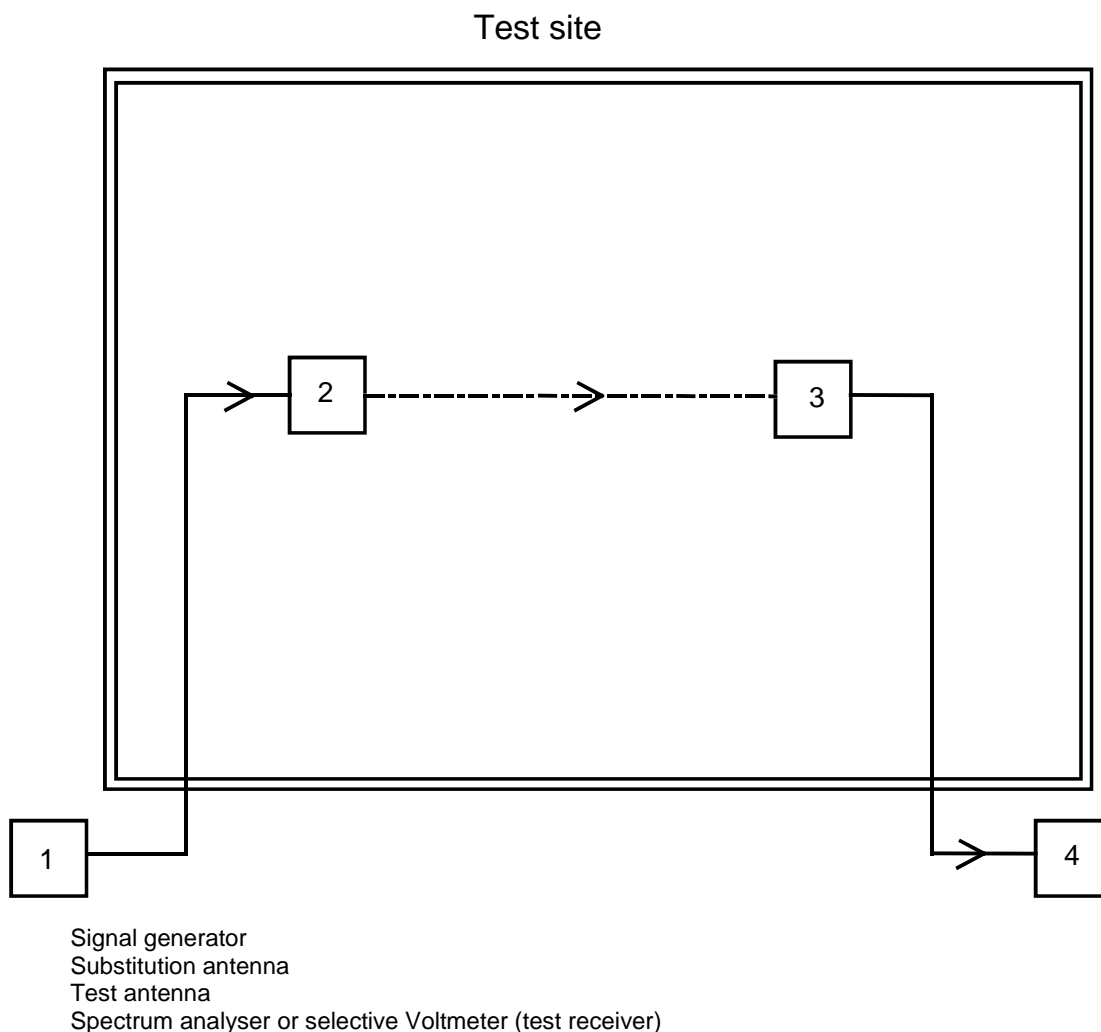 Test site
2
3
1
4
Signal generator
Substitution antenna
Test antenna
Spectrum analyser or selective Voltmeter (test receiver)